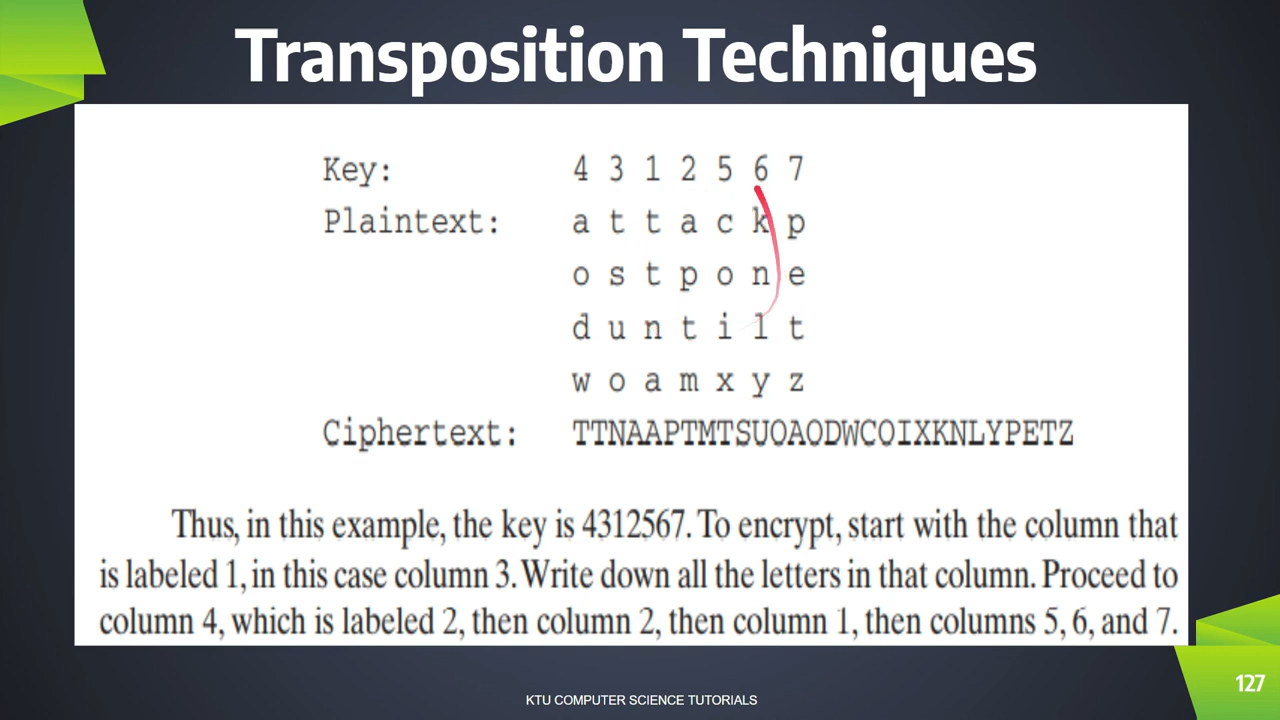 Transposition Techniques
Key: 4 3 1 2 5 6 7
Plaintext: a t t a c k p
o s t p o n e
d u n t i l t
w o a m x y z
Ciphertext: TTNAAPTMTSUOAODWCOIXKNLYPETZ
Thus, in this example, the key is 4312567. To encrypt, start with the column that
is labeled 1, in this case column 3. Write down all the letters in that column. Proceed to
column 4, which is labeled 2, then column 2, then column 1, then columns 5, 6, and 7.
127
KTU COMPUTER SCIENCE TUTORIALS